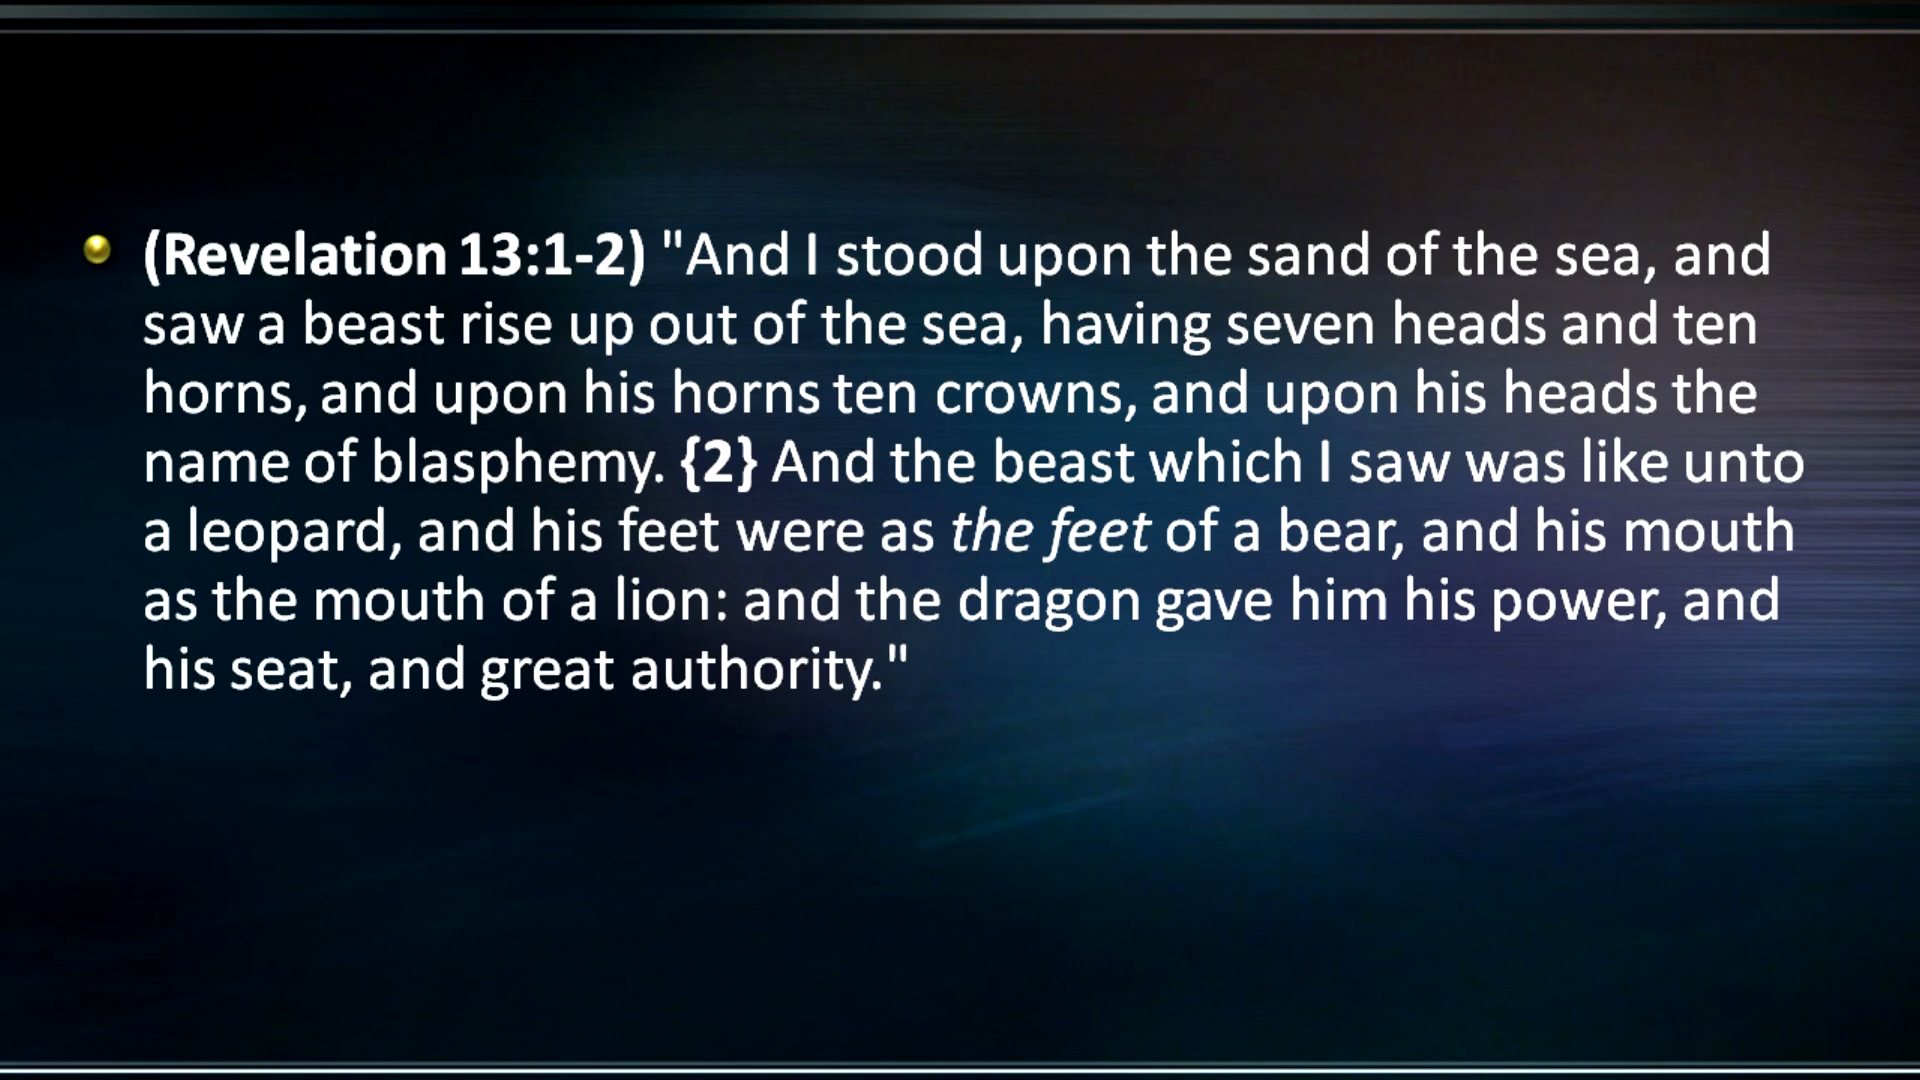 (Revelation 13:1-2) "And I stood upon the sand of the sea, and
saw a beast rise up out of the sea, having seven heads and ten
horns, and upon his horns ten crowns, and upon his heads the
name of blasphemy. {2} And the beast which I saw was like unto
a leopard, and his feet were as the feet of a bear, and his mouth
as the mouth of a lion: and the dragon gave him his power, and
his seat, and great authority."